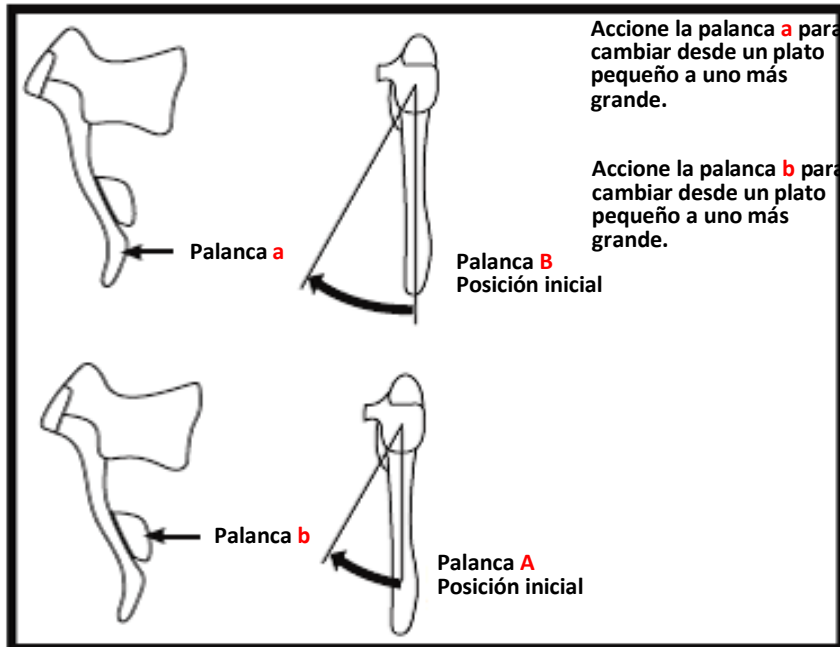 Accione la palanca a para
cambiar desde un plato
pequeño a uno más
grande.
Accione la palanca b para
cambiar desde un plato
pequeño a uno más
grande.
Palanca a
Palanca B
Posición inicial
Palanca b
Palanca A
Posición inicial